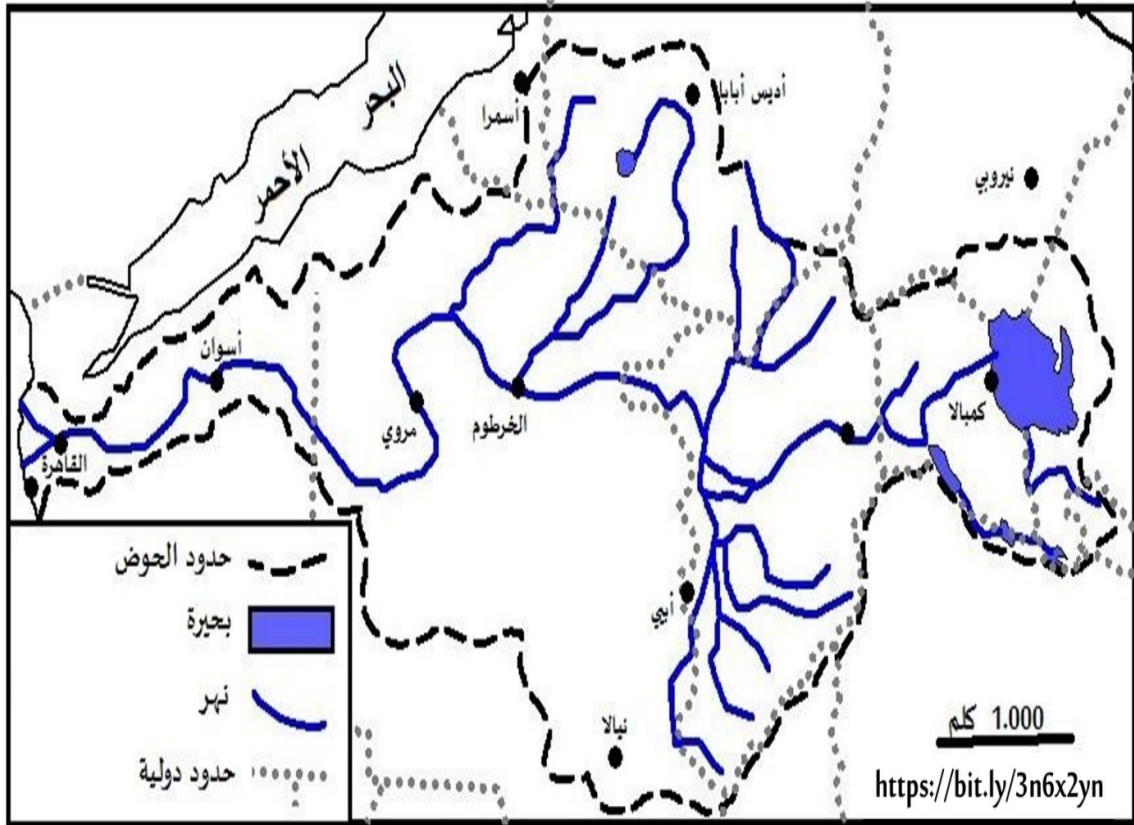 البحر
الأحمر
أسمرا
أديس أبابا
نيروبي
أسوان
القاهرة
مروي
الخرطوم
كمبالا
أبيي
نيالا
حدود الحوض
بحيرة
نهر
حدود دولية
1.000 كلم
https://bit.ly/3n6x2yn